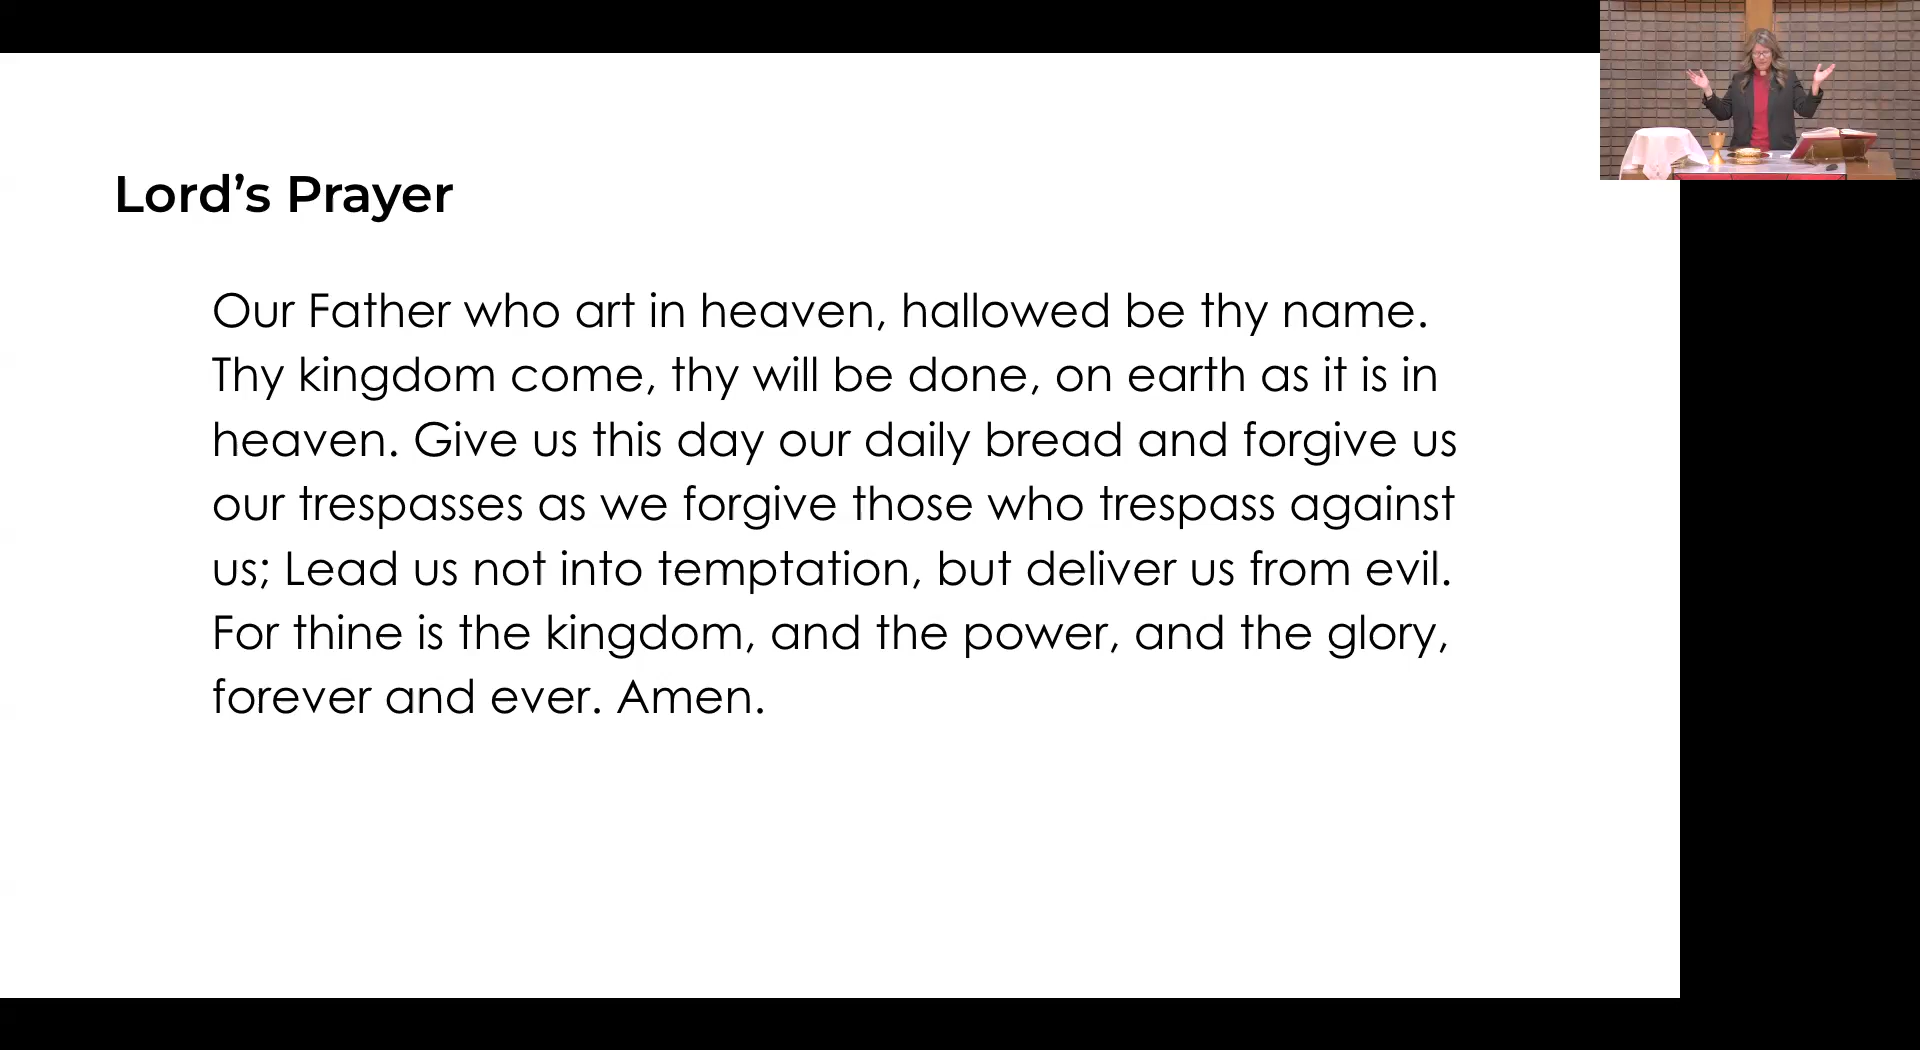 Lord’s Prayer
Our Father who art in heaven, hallowed be thy name.
Thy kingdom come, thy will be done, on earth as it is in
heaven. Give us this day our daily bread and forgive us
our trespasses as we forgive those who trespass against
us; Lead us not into temptation, but deliver us from evil.
For thine is the kingdom, and the power, and the glory,
forever and ever. Amen.